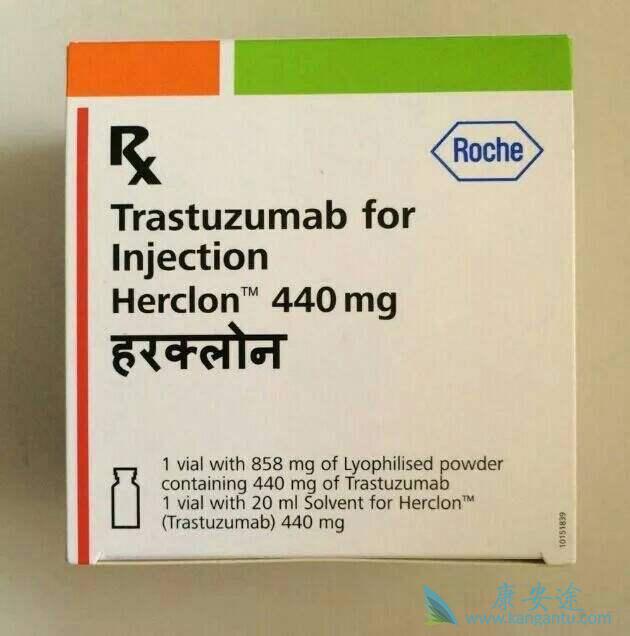 Rx
Roche
Trastuzumab for
Injection
Herclon™ 440 mg
हरक्लोन
1 vial with 858 mg of Lyophilised powder
containing 440 mg of Trastuzumab
1 vial with 20 ml Solvent for Herclon™
(Trastuzumab) 440 mg
10151839
康安途
www.kangantu.com